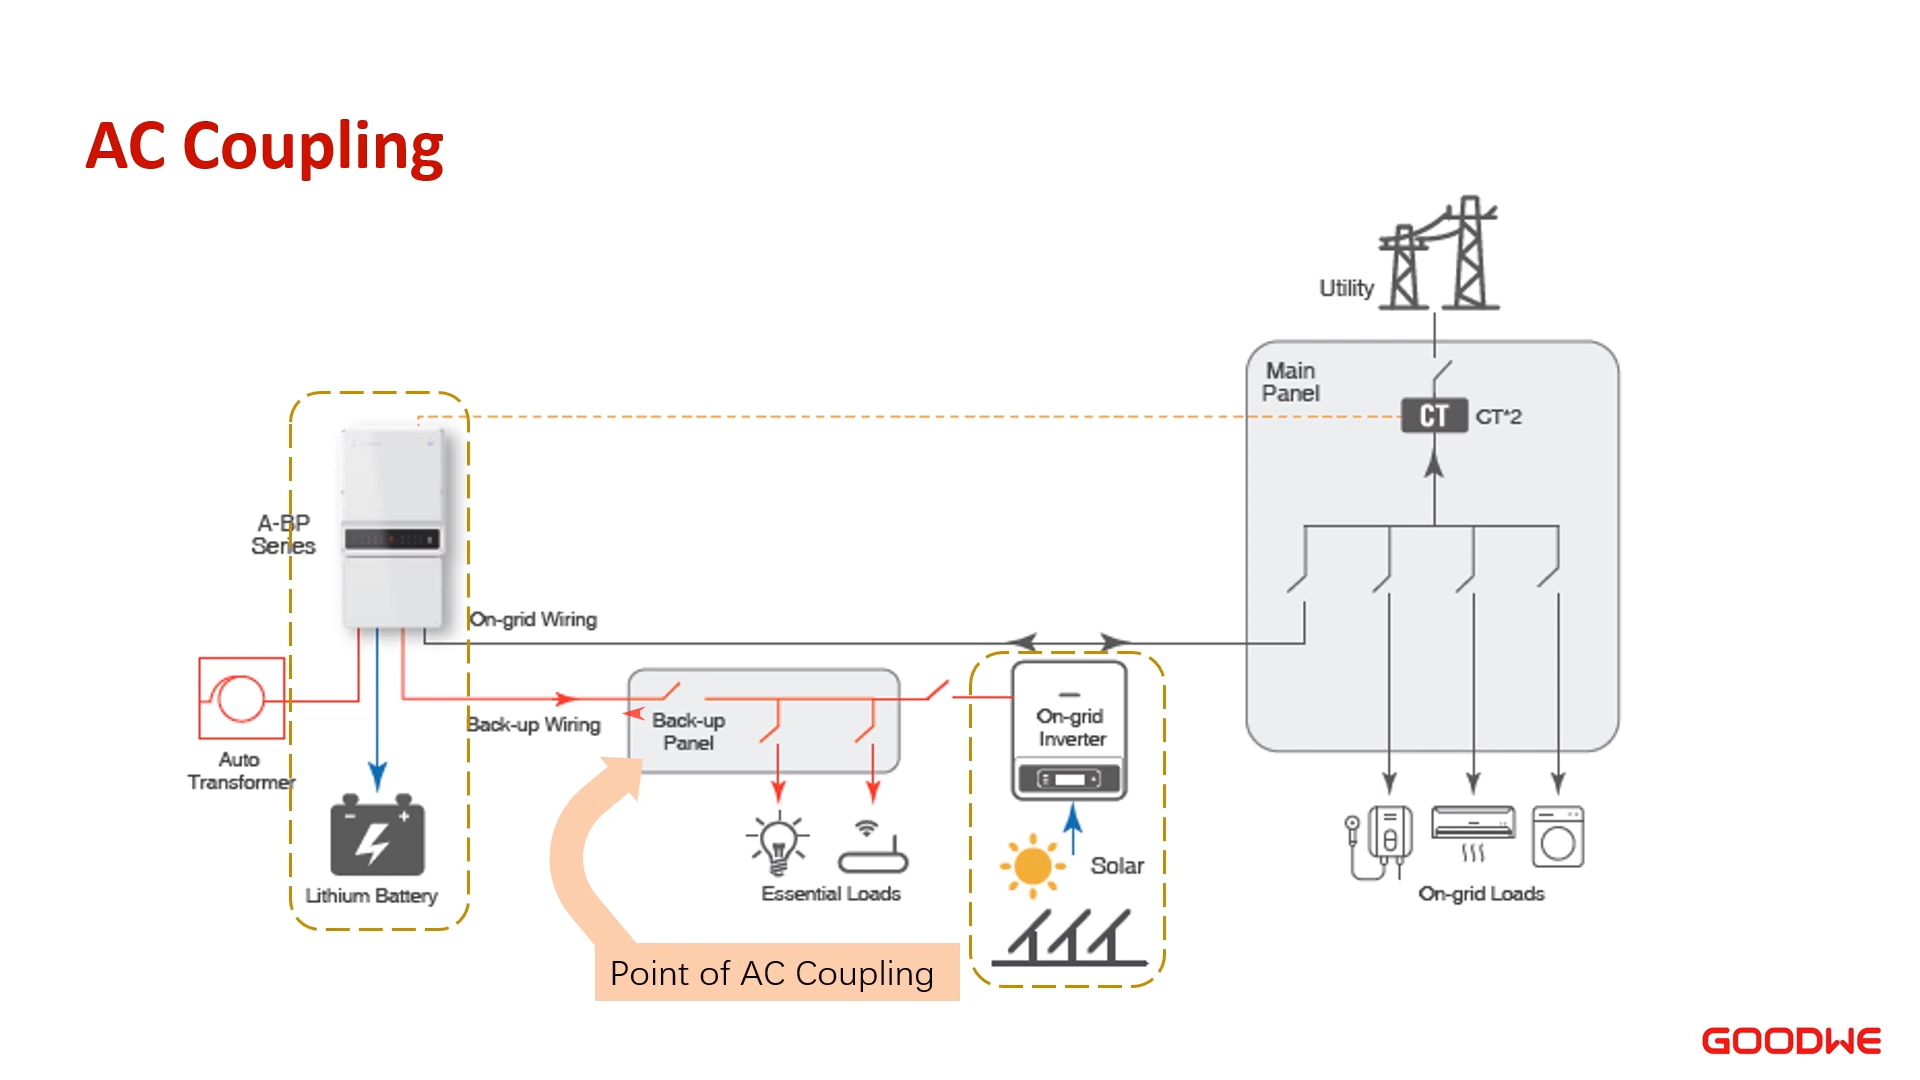 AC Coupling
Utility
Main
Panel
CT
CT*2
A-BP
Series
On-grid Wiring
Back-up Wiring
Back-up
Panel
On-grid
Inverter
Auto
Transformer
Solar
Lithium Battery
Essential Loads
On-grid Loads
Point of AC Coupling
GOODWE